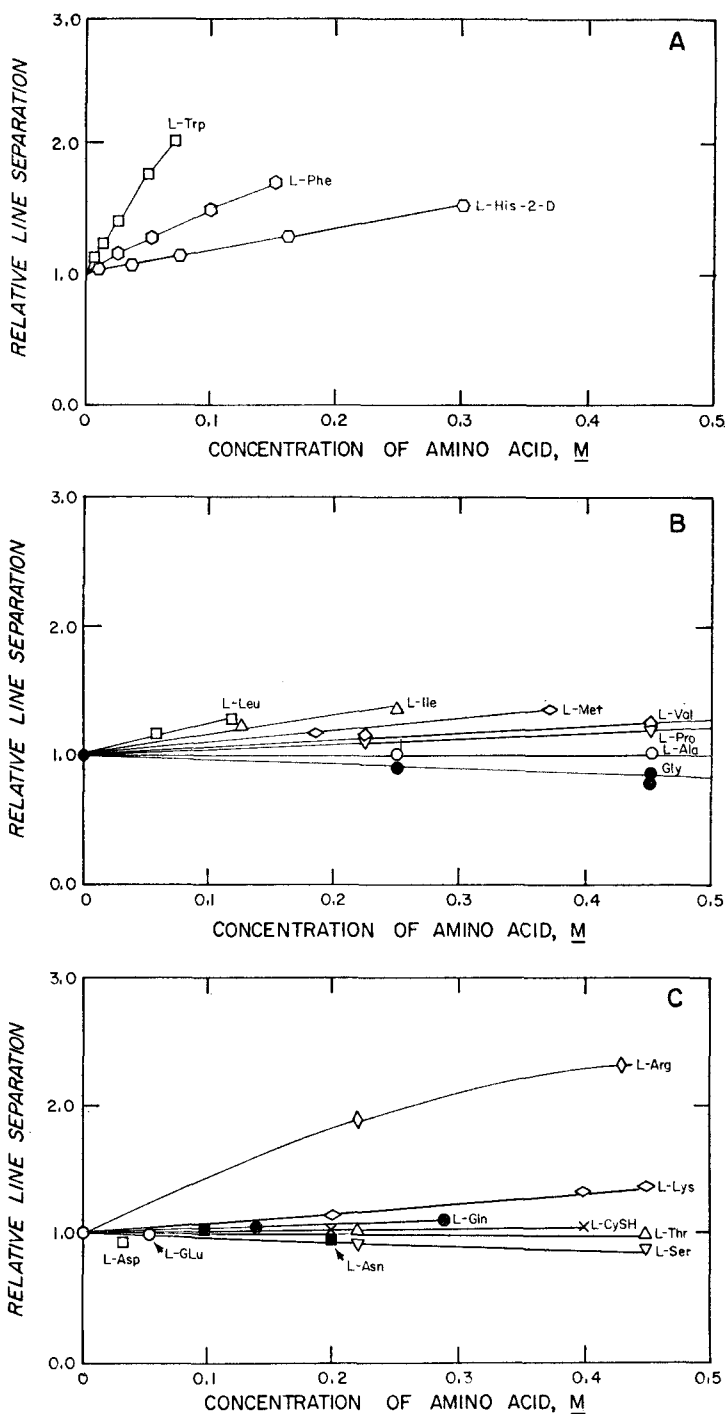 3.0
A
RELATIVE LINE SEPARATION
L-Trp
2.0
L-Phe
L-His-2-D
1.0
0.0
0 0.1 0.2 0.3 0.4 0.5
CONCENTRATION OF AMINO ACID, M
3.0
B
RELATIVE LINE SEPARATION
2.0
L-Leu
L-Ile
L-Met
L-Val
L-Pro
1.0
L-Ala
Gly
0.0
0 0.1 0.2 0.3 0.4 0.5
CONCENTRATION OF AMINO ACID, M
3.0
C
RELATIVE LINE SEPARATION
L-Arg
2.0
L-Lys
L-Gln
L-CySH
1.0
L-Thr
L-Ser
L-Asp
L-GLu
L-Asn
0.0
0 0.1 0.2 0.3 0.4 0.5
CONCENTRATION OF AMINO ACID, M